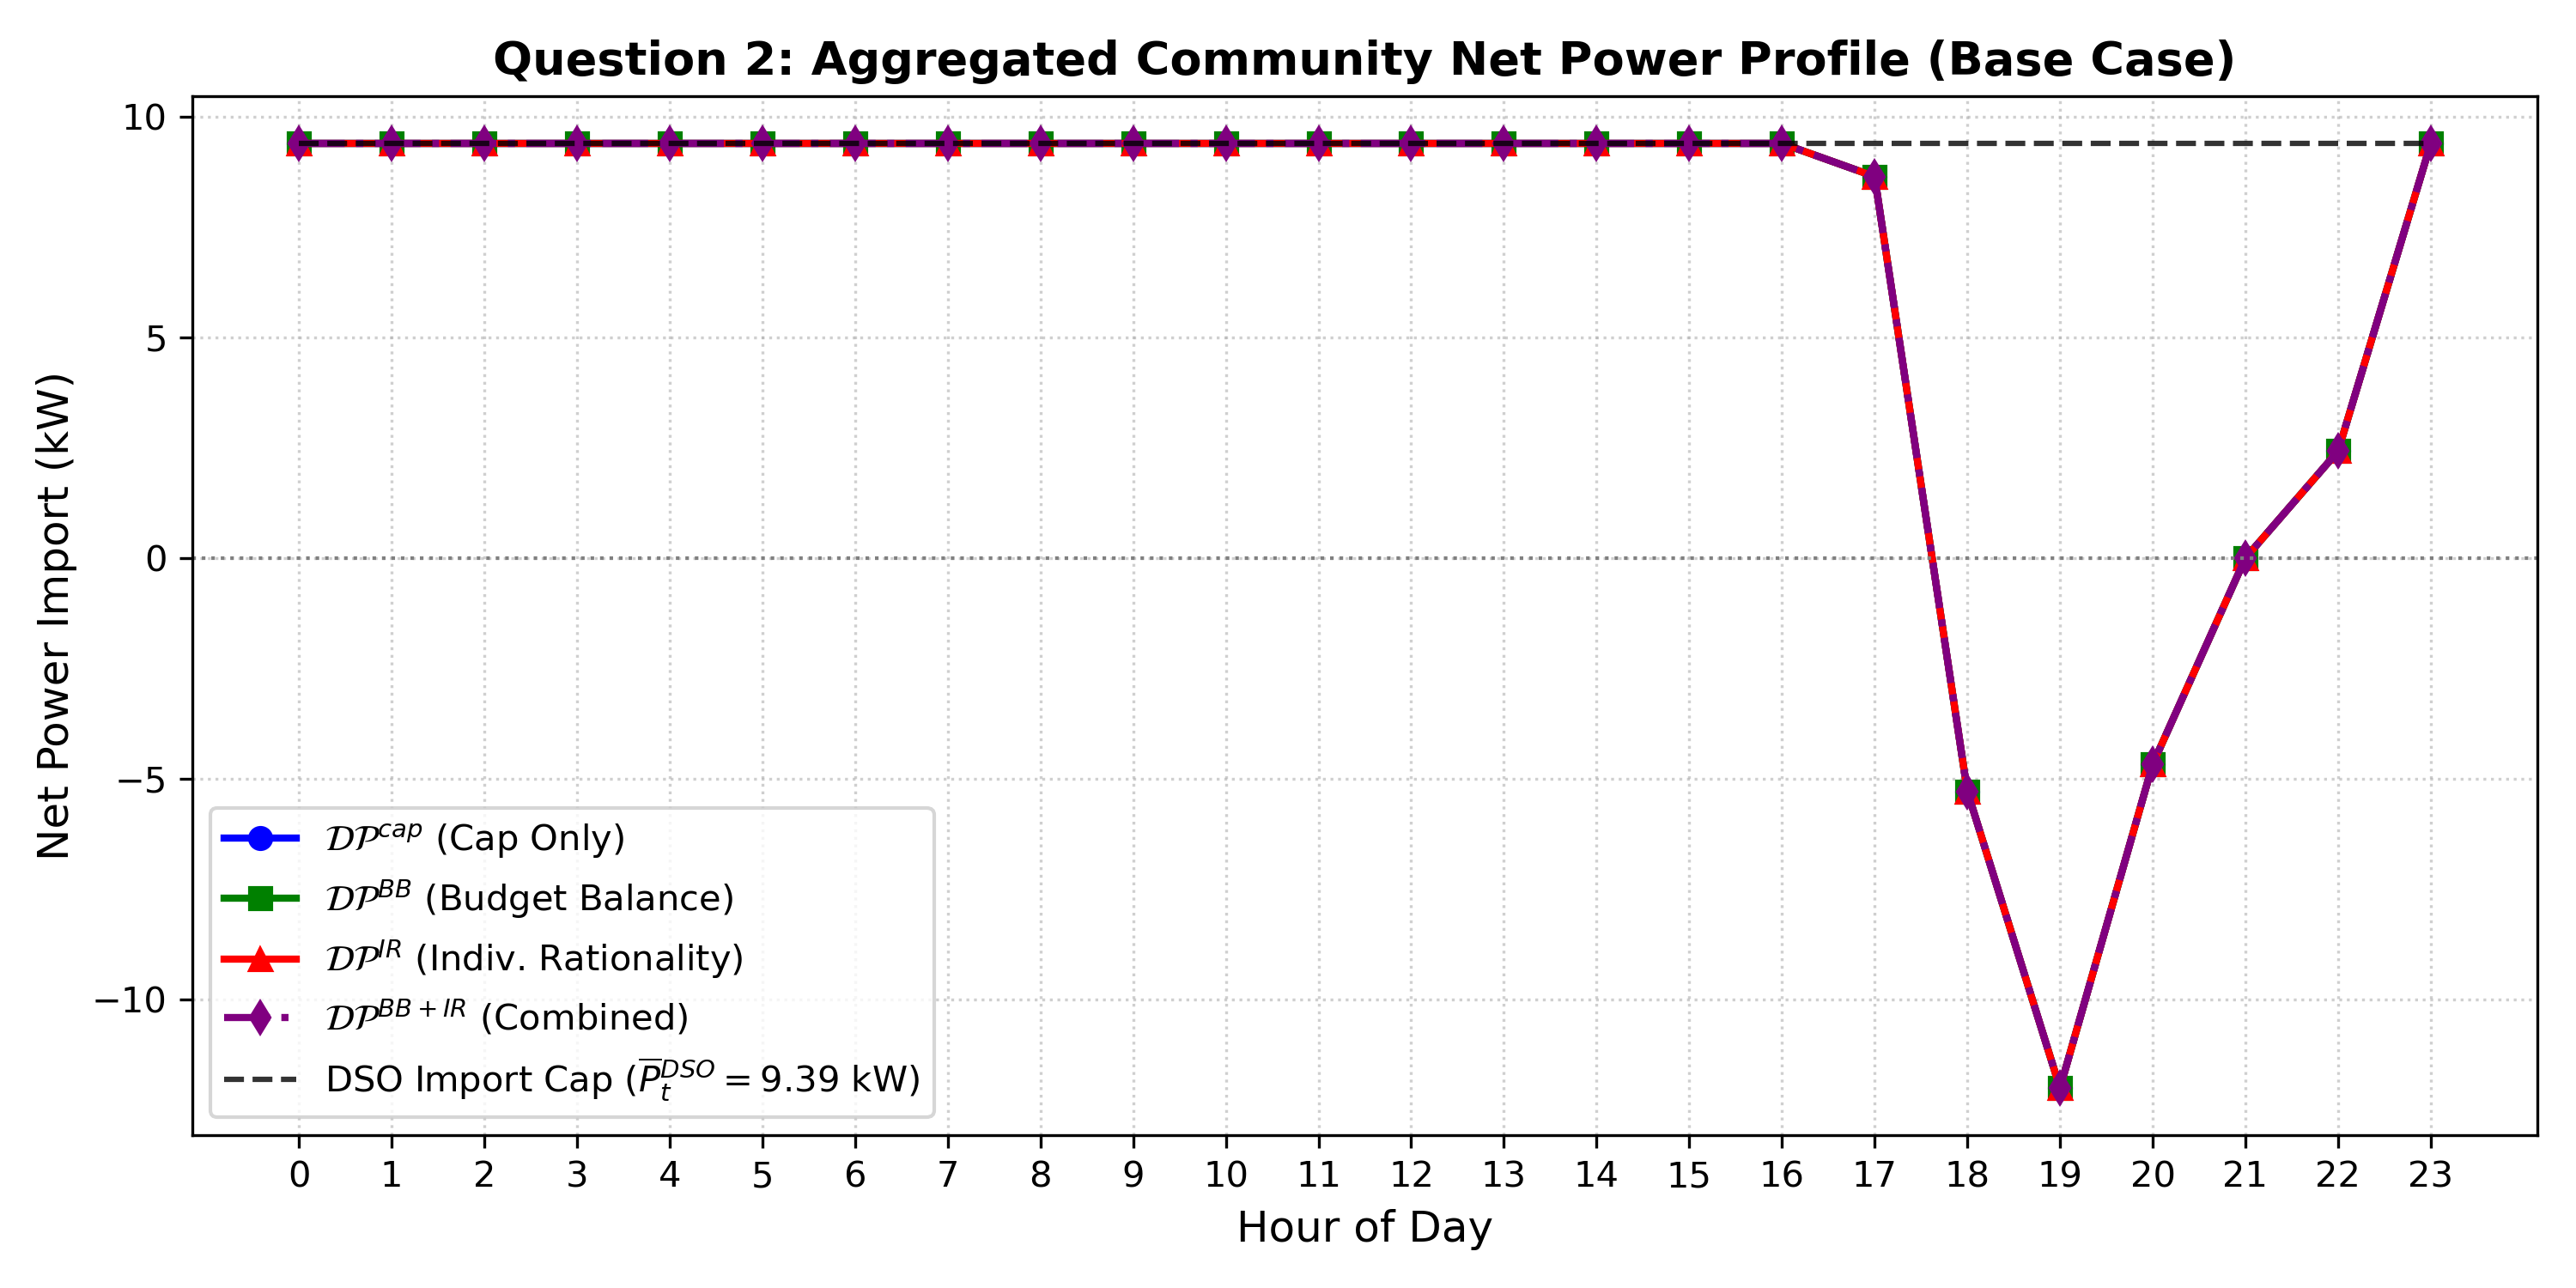 Question 2: Aggregated Community Net Power Profile (Base Case)
Net Power Import (kW)
10
5
0
−5
−10
𝒟𝒫^{cap} (Cap Only)
𝒟𝒫^{BB} (Budget Balance)
𝒟𝒫^{IR} (Indiv. Rationality)
𝒟𝒫^{BB+IR} (Combined)
DSO Import Cap (P̅_t^{DSO} = 9.39 kW)
0 1 2 3 4 5 6 7 8 9 10 11 12 13 14 15 16 17 18 19 20 21 22 23
Hour of Day